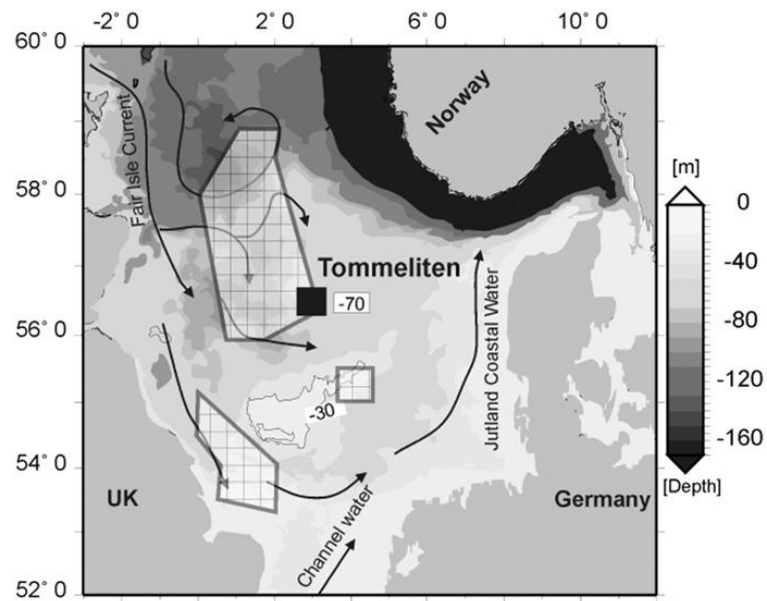 -2° 0
2° 0
6° 0
10° 0
60° 0
58° 0
56° 0
54° 0
52° 0
Fair Isle Current
Norway
Tommeliten
-70
-30
Jutland Coastal Water
Channel water
UK
Germany
[m]
0
-40
-80
-120
-160
[Depth]